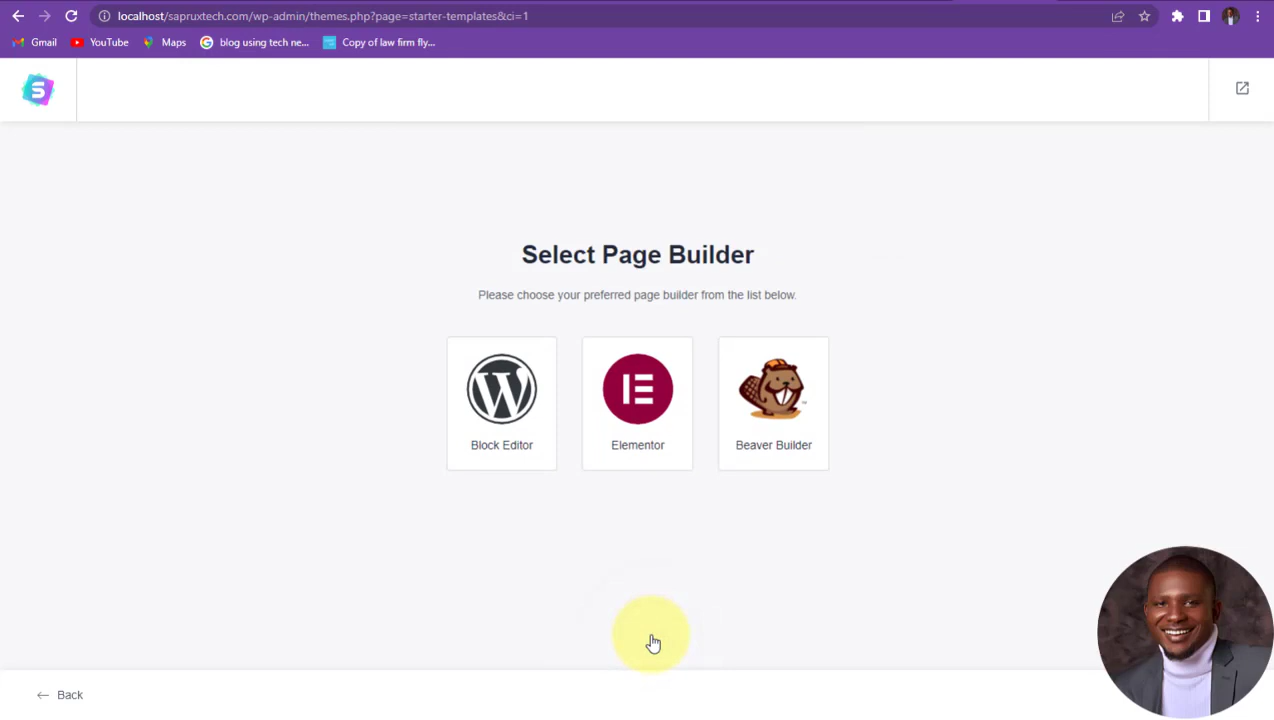 localhost/sapruxtech.com/wp-admin/themes.php?page=starter-templates&ci=1
Gmail YouTube Maps blog using tech ne... Copy of law firm fly...
S
Select Page Builder
Please choose your preferred page builder from the list below.
Block Editor Elementor Beaver Builder
← Back